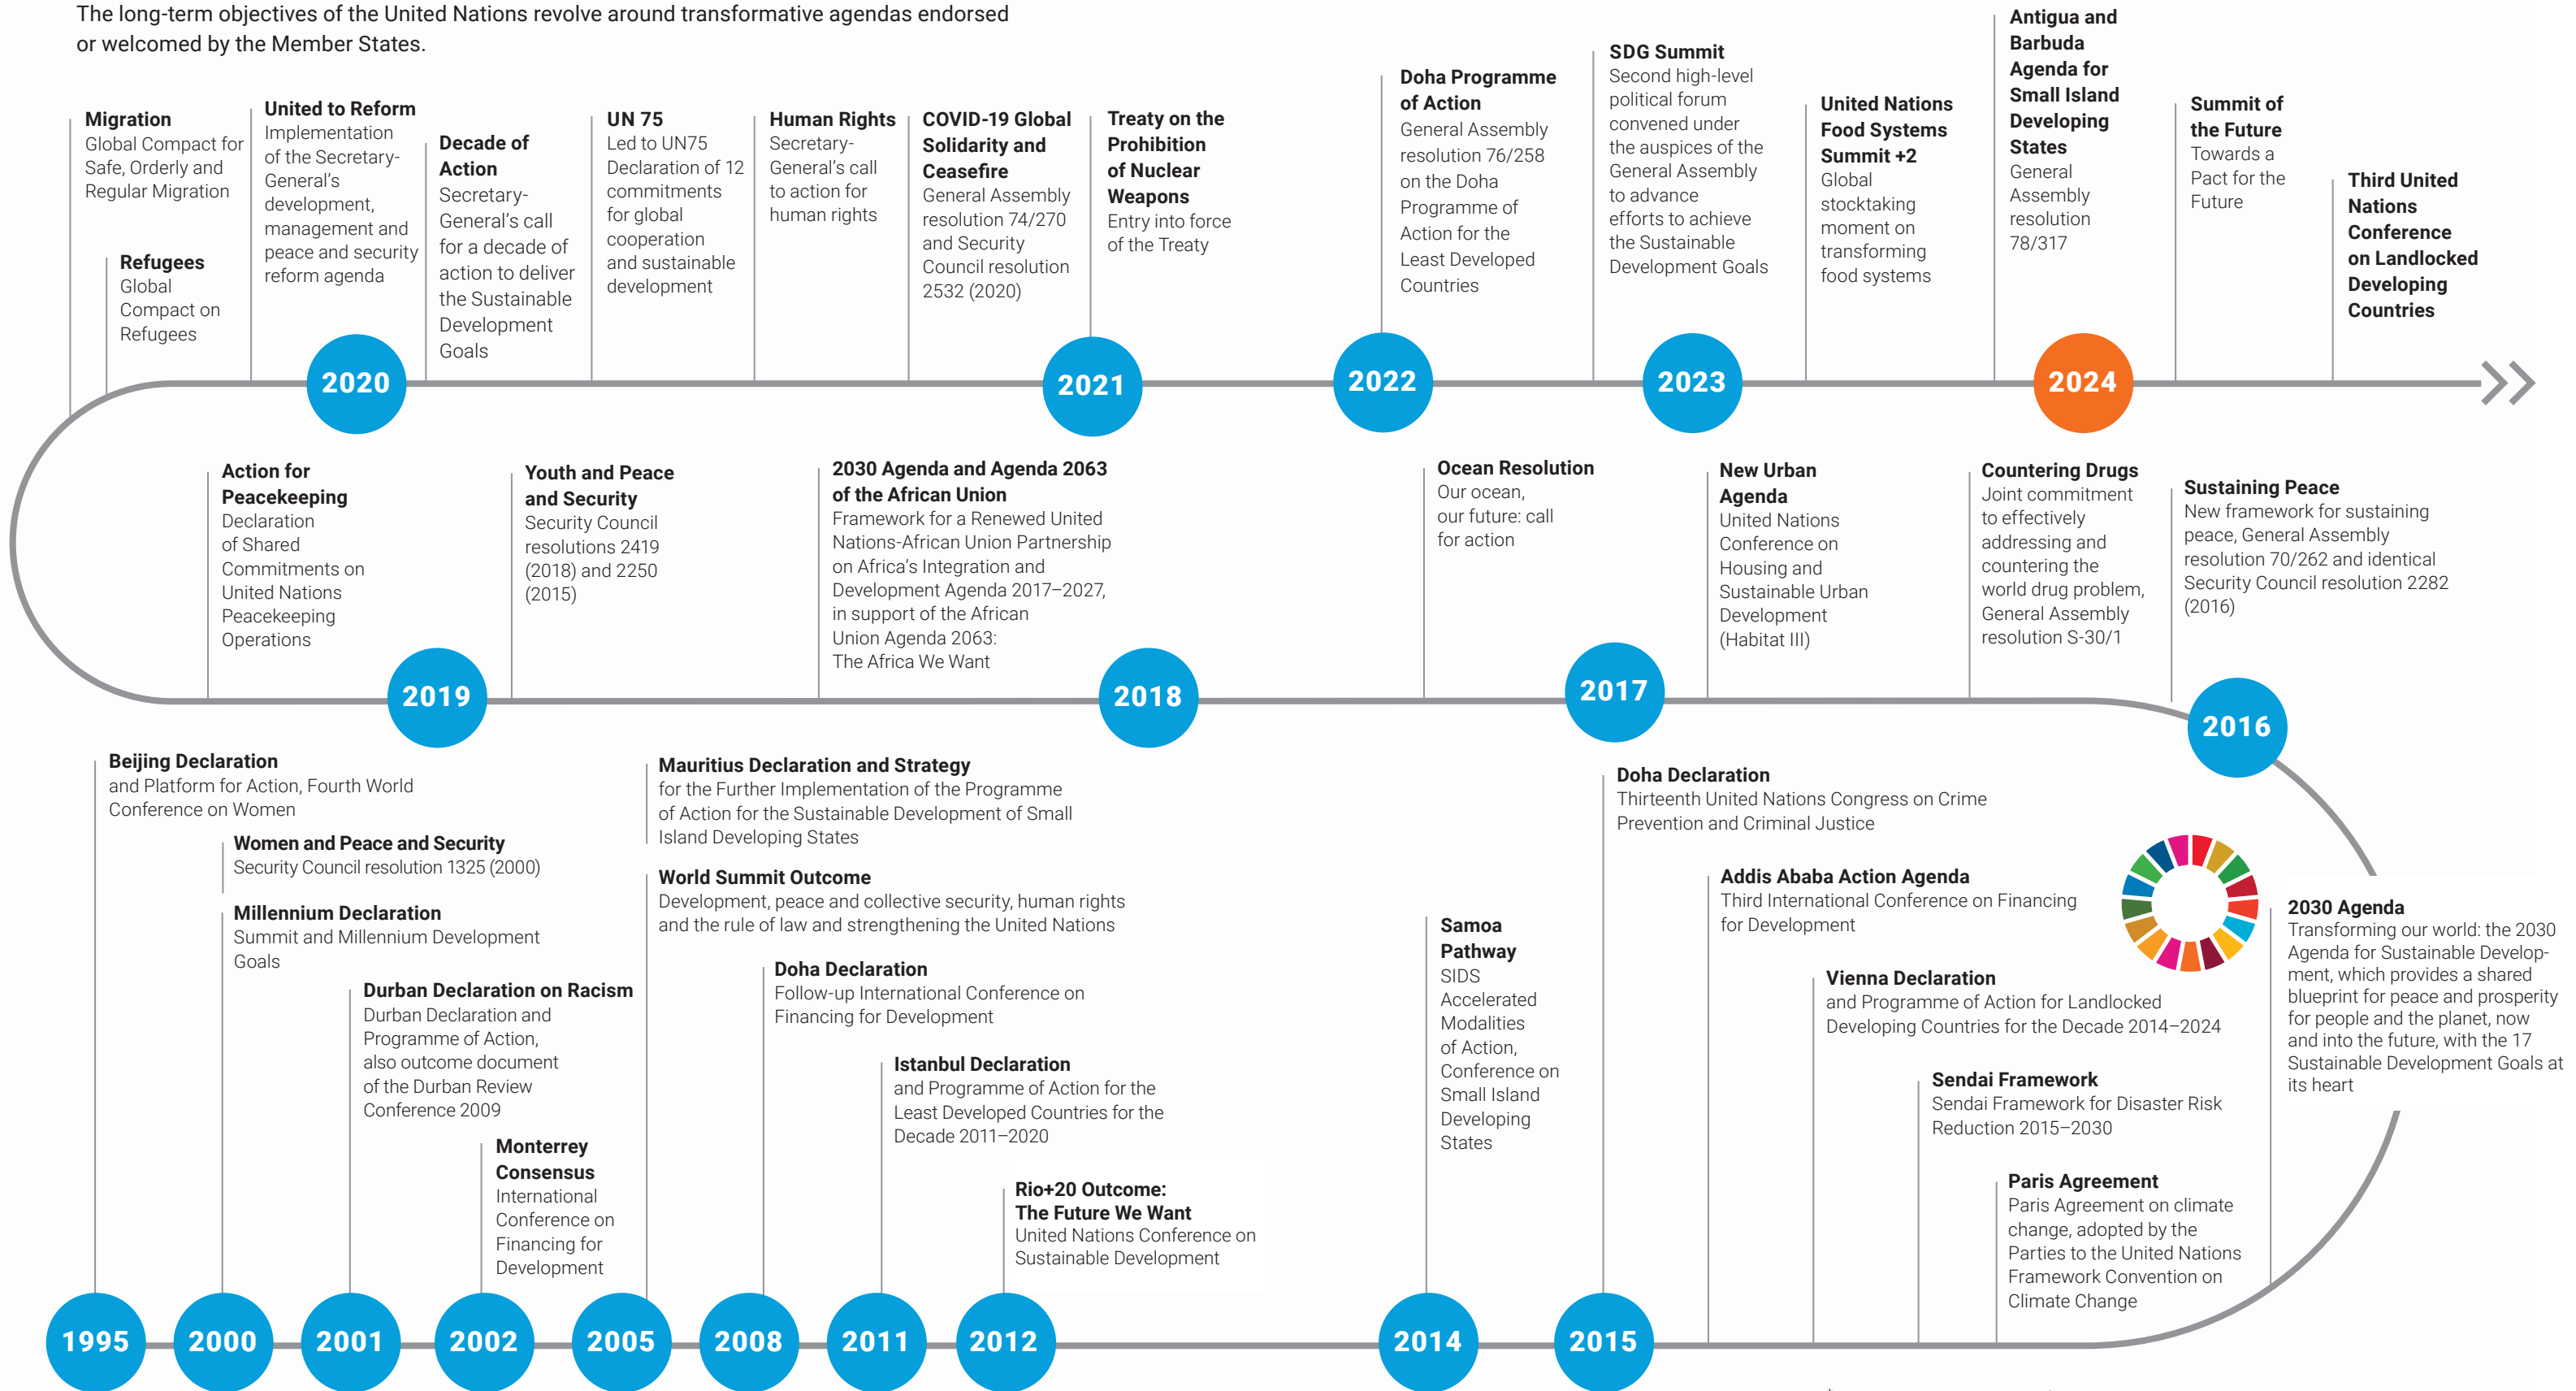 The long-term objectives of the United Nations revolve around transformative agendas endorsed
or welcomed by the Member States.
Migration
Global Compact for
Safe, Orderly and
Regular Migration
Refugees
Global
Compact on
Refugees
United to Reform
Implementation
of the Secretary-
General’s
development,
management and
peace and security
reform agenda
2020
Decade of
Action
Secretary-
General’s call
for a decade of
action to deliver
the Sustainable
Development
Goals
UN 75
Led to UN75
Declaration of 12
commitments
for global
cooperation
and sustainable
development
Human Rights
Secretary-
General’s call
to action for
human rights
COVID-19 Global
Solidarity and
Ceasefire
General Assembly
resolution 74/270
and Security
Council resolution
2532 (2020)
2021
Treaty on the
Prohibition
of Nuclear
Weapons
Entry into force
of the Treaty
2022
Doha Programme
of Action
General Assembly
resolution 76/258
on the Doha
Programme of
Action for the
Least Developed
Countries
SDG Summit
Second high-level
political forum
convened under
the auspices of the
General Assembly
to advance
efforts to achieve
the Sustainable
Development Goals
2023
United Nations
Food Systems
Summit +2
Global
stocktaking
moment on
transforming
food systems
Antigua and
Barbuda
Agenda for
Small Island
Developing
States
General
Assembly
resolution
78/317
2024
Summit of
the Future
Towards a
Pact for the
Future
Third United
Nations
Conference
on Landlocked
Developing
Countries
Action for
Peacekeeping
Declaration
of Shared
Commitments on
United Nations
Peacekeeping
Operations
2019
Youth and Peace
and Security
Security Council
resolutions 2419
(2018) and 2250
(2015)
2030 Agenda and Agenda 2063
of the African Union
Framework for a Renewed United
Nations-African Union Partnership
on Africa’s Integration and
Development Agenda 2017–2027,
in support of the African
Union Agenda 2063:
The Africa We Want
2018
Ocean Resolution
Our ocean,
our future: call
for action
2017
New Urban
Agenda
United Nations
Conference on
Housing and
Sustainable Urban
Development
(Habitat III)
Countering Drugs
Joint commitment
to effectively
addressing and
countering the
world drug problem,
General Assembly
resolution S-30/1
Sustaining Peace
New framework for sustaining
peace, General Assembly
resolution 70/262 and identical
Security Council resolution 2282
(2016)
2016
Beijing Declaration
and Platform for Action, Fourth World
Conference on Women
Women and Peace and Security
Security Council resolution 1325 (2000)
Millennium Declaration
Summit and Millennium Development
Goals
Durban Declaration on Racism
Durban Declaration and
Programme of Action,
also outcome document
of the Durban Review
Conference 2009
Monterrey
Consensus
International
Conference on
Financing for
Development
Mauritius Declaration and Strategy
for the Further Implementation of the Programme
of Action for the Sustainable Development of Small
Island Developing States
World Summit Outcome
Development, peace and collective security, human rights
and the rule of law and strengthening the United Nations
Doha Declaration
Follow-up International Conference on
Financing for Development
Istanbul Declaration
and Programme of Action for the
Least Developed Countries for the
Decade 2011–2020
Rio+20 Outcome:
The Future We Want
United Nations Conference on
Sustainable Development
Samoa
Pathway
SIDS
Accelerated
Modalities
of Action,
Conference on
Small Island
Developing
States
Doha Declaration
Thirteenth United Nations Congress on Crime
Prevention and Criminal Justice
Addis Ababa Action Agenda
Third International Conference on Financing
for Development
Vienna Declaration
and Programme of Action for Landlocked
Developing Countries for the Decade 2014–2024
Sendai Framework
Sendai Framework for Disaster Risk
Reduction 2015–2030
Paris Agreement
Paris Agreement on climate
change, adopted by the
Parties to the United Nations
Framework Convention on
Climate Change
2030 Agenda
Transforming our world: the 2030
Agenda for Sustainable Develop-
ment, which provides a shared
blueprint for peace and prosperity
for people and the planet, now
and into the future, with the 17
Sustainable Development Goals at
its heart
1995
2000
2001
2002
2005
2008
2011
2012
2014
2015